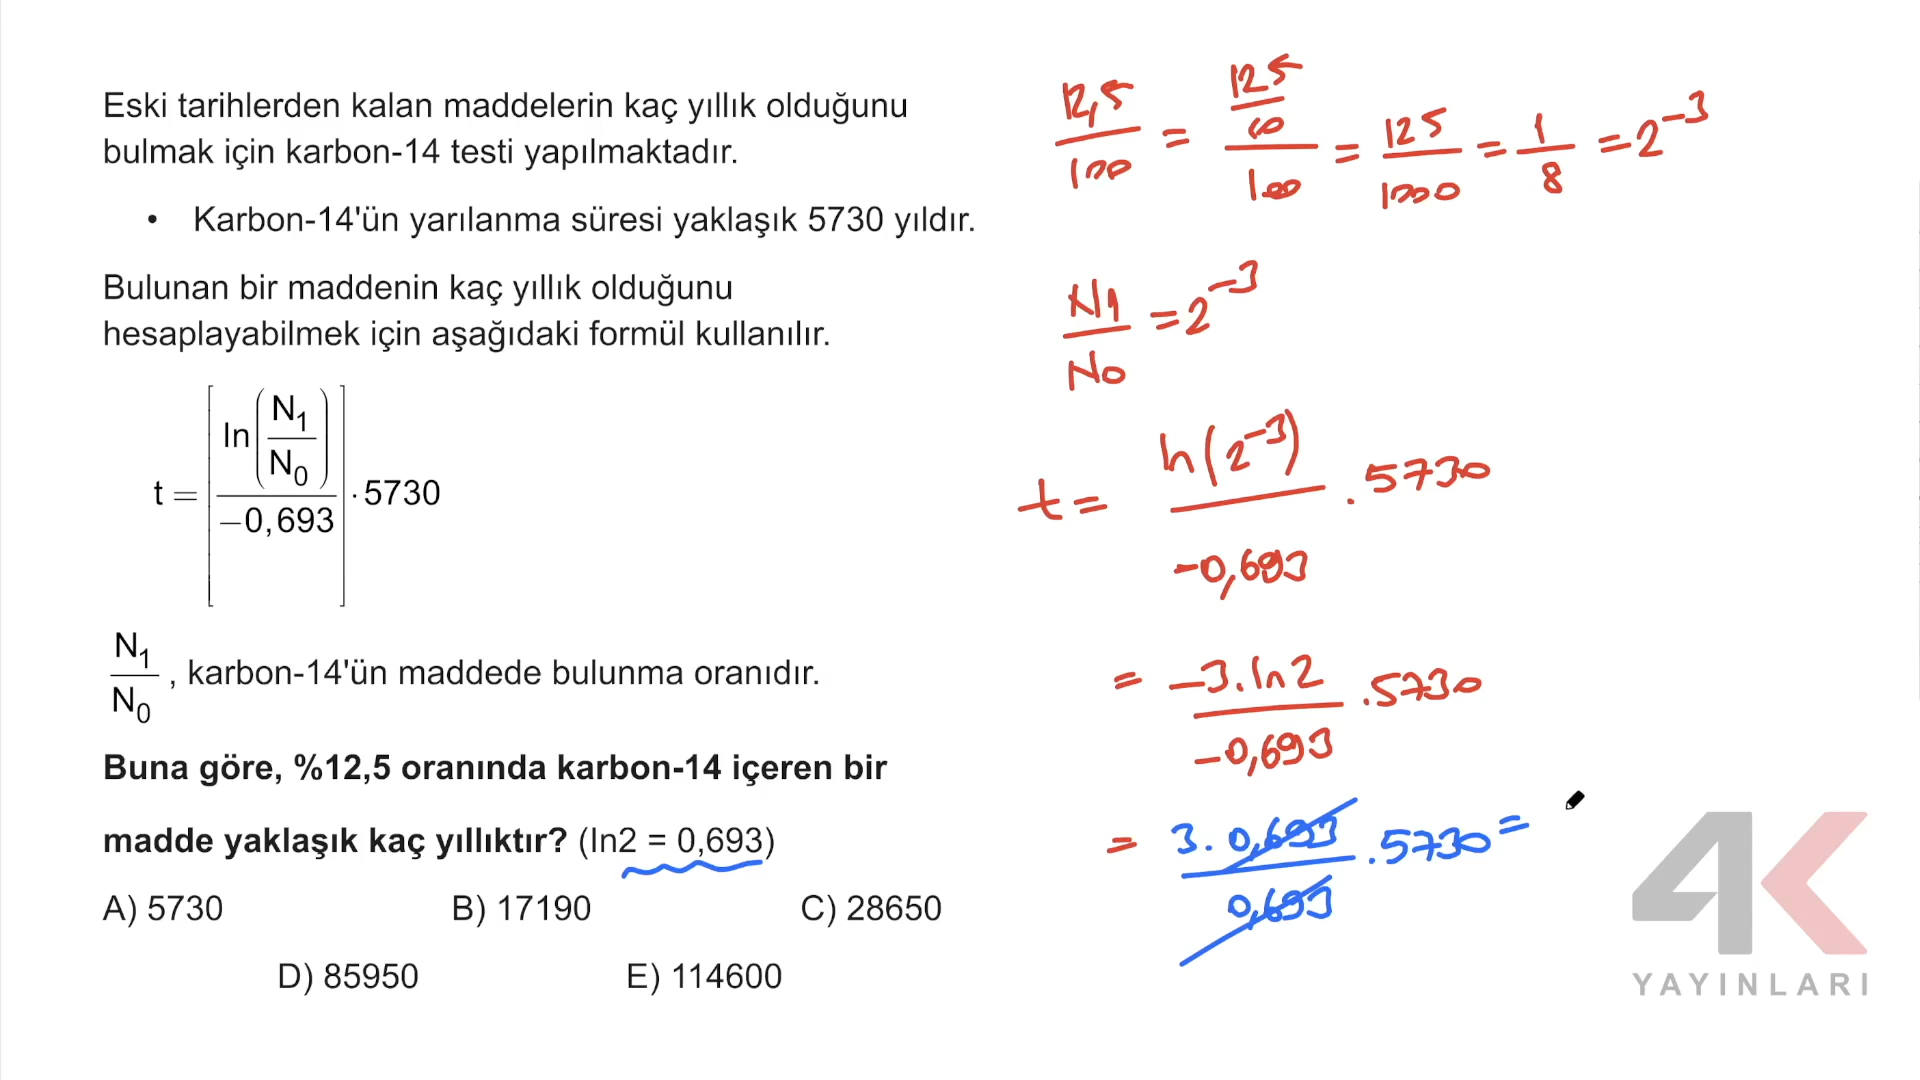 Eski tarihlerden kalan maddelerin kaç yıllık olduğunu
bulmak için karbon-14 testi yapılmaktadır.
• Karbon-14'ün yarılanma süresi yaklaşık 5730 yıldır.
Bulunan bir maddenin kaç yıllık olduğunu
hesaplayabilmek için aşağıdaki formül kullanılır.
t = [ln(N₁/N₀)/−0,693] · 5730
N₁/N₀, karbon-14'ün maddede bulunma oranıdır.
Buna göre, %12,5 oranında karbon-14 içeren bir
madde yaklaşık kaç yıllıktır? (ln2 = 0,693)
A) 5730 B) 17190 C) 28650
D) 85950 E) 114600
12,5/100 = (125/10)/100 = 125/1000 = 1/8 = 2⁻³
N₁/N₀ = 2⁻³
t = ln(2⁻³)/−0,693 . 5730
= −3.ln2/−0,693 . 5730
= 3.0,693/0,693 . 5730 =
4K
YAYINLARI